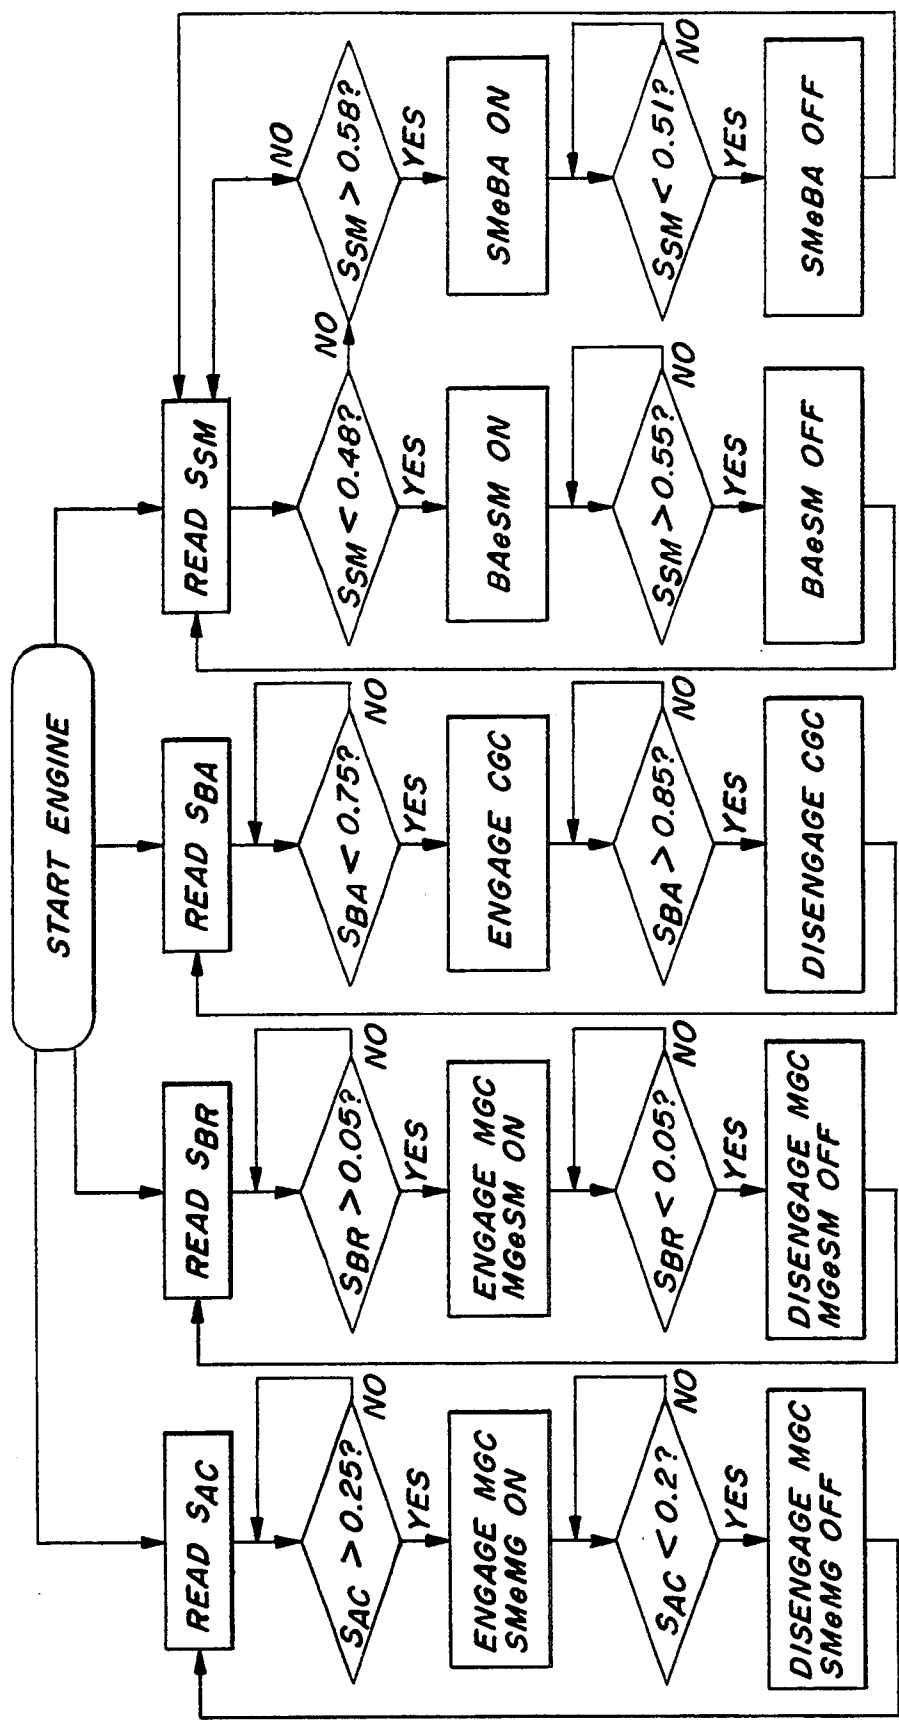 START ENGINE
READ SAC
SAC > 0.25?
NO
YES
ENGAGE MGC
SMeMG ON
SAC < 0.2?
NO
YES
DISENGAGE MGC
SMeMG OFF
READ SBR
SBR > 0.05?
NO
YES
ENGAGE MGC
MGeSM ON
SBR < 0.05?
NO
YES
DISENGAGE MGC
MGeSM OFF
READ SBA
SBA < 0.75?
NO
YES
ENGAGE CGC
SBA > 0.85?
NO
YES
DISENGAGE CGC
READ SSM
SSM < 0.48?
NO
YES
BAeSM ON
SSM > 0.55?
NO
YES
BAeSM OFF
SSM > 0.58?
NO
YES
SMeBA ON
SSM < 0.51?
NO
YES
SMeBA OFF